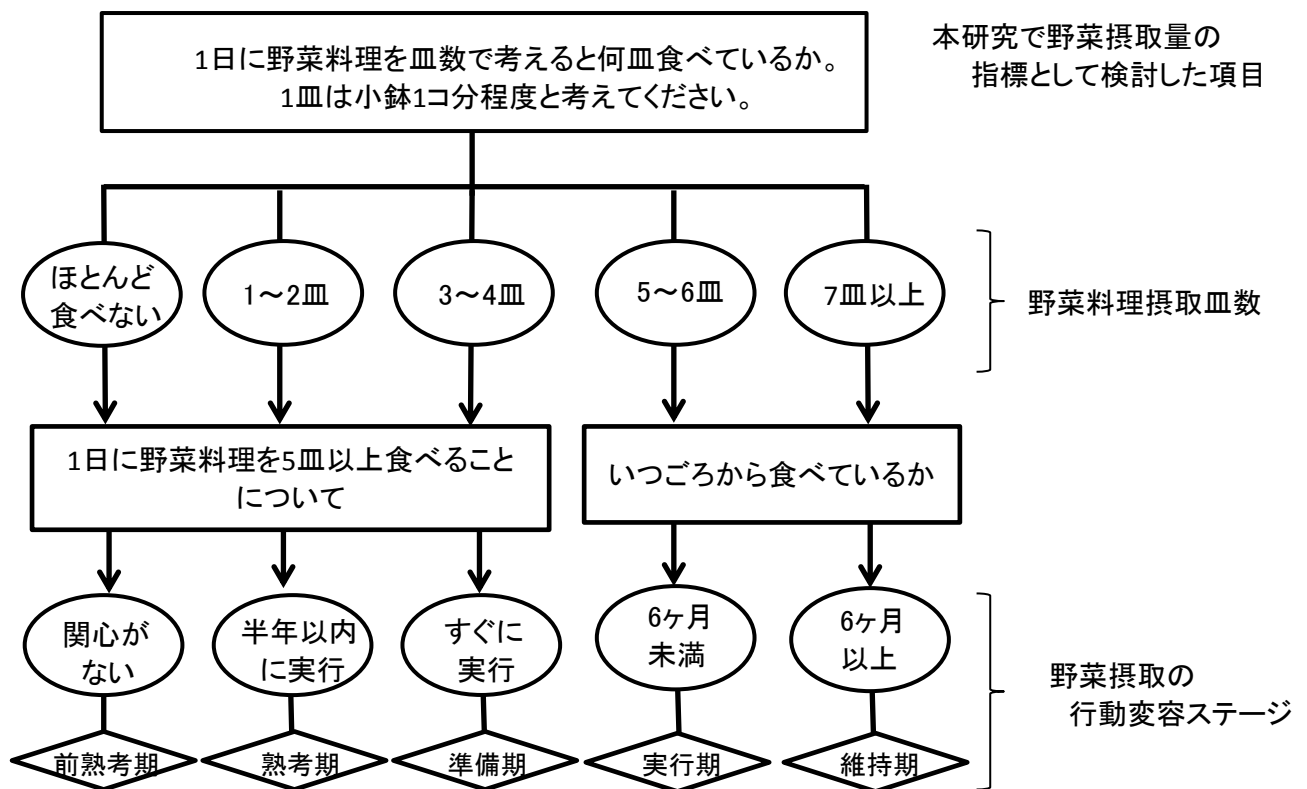 1日に野菜料理を皿数で考えると何皿食べているか。
1皿は小鉢1コ分程度と考えてください。
本研究で野菜摂取量の
指標として検討した項目
ほとんど
食べない
1～2皿
3～4皿
5～6皿
7皿以上
野菜料理摂取皿数
1日に野菜料理を5皿以上食べること
について
いつごろから食べているか
関心が
ない
半年以内
に実行
すぐに
実行
6ヶ月
未満
6ヶ月
以上
野菜摂取の
行動変容ステージ
前熟考期
熟考期
準備期
実行期
維持期